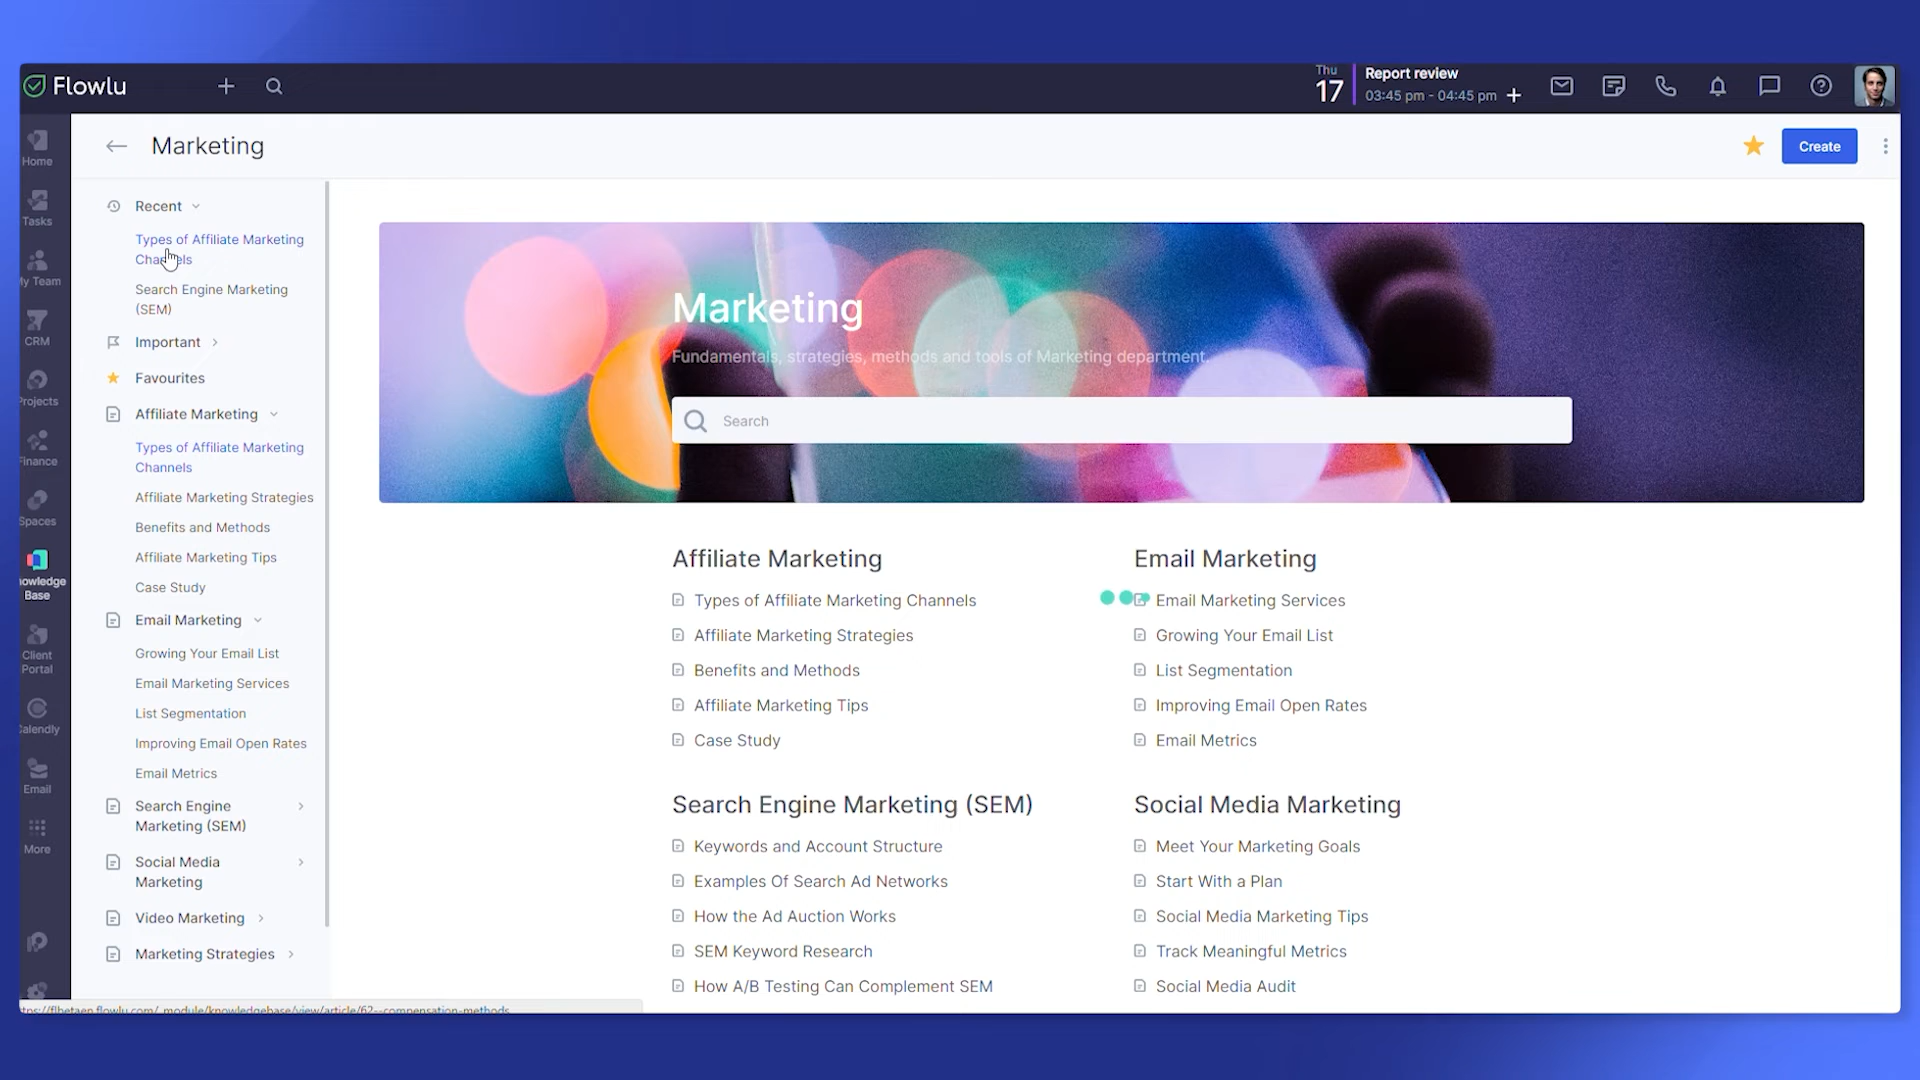 Flowlu
Thu
17
Report review
03:45 pm - 04:45 pm
Home
Tasks
My Team
CRM
Projects
Finance
Spaces
nowledge
Base
Client
Portal
Calendly
Email
More
Marketing
Create
Recent
Types of Affiliate Marketing
Channels
Search Engine Marketing
(SEM)
Important
Favourites
Affiliate Marketing
Types of Affiliate Marketing
Channels
Affiliate Marketing Strategies
Benefits and Methods
Affiliate Marketing Tips
Case Study
Email Marketing
Growing Your Email List
Email Marketing Services
List Segmentation
Improving Email Open Rates
Email Metrics
Search Engine
Marketing (SEM)
Social Media
Marketing
Video Marketing
Marketing Strategies
Marketing
Fundamentals, strategies, methods and tools of Marketing department.
Search
Affiliate Marketing
Types of Affiliate Marketing Channels
Affiliate Marketing Strategies
Benefits and Methods
Affiliate Marketing Tips
Case Study
Email Marketing
Email Marketing Services
Growing Your Email List
List Segmentation
Improving Email Open Rates
Email Metrics
Search Engine Marketing (SEM)
Keywords and Account Structure
Examples Of Search Ad Networks
How the Ad Auction Works
SEM Keyword Research
How A/B Testing Can Complement SEM
Social Media Marketing
Meet Your Marketing Goals
Start With a Plan
Social Media Marketing Tips
Track Meaningful Metrics
Social Media Audit